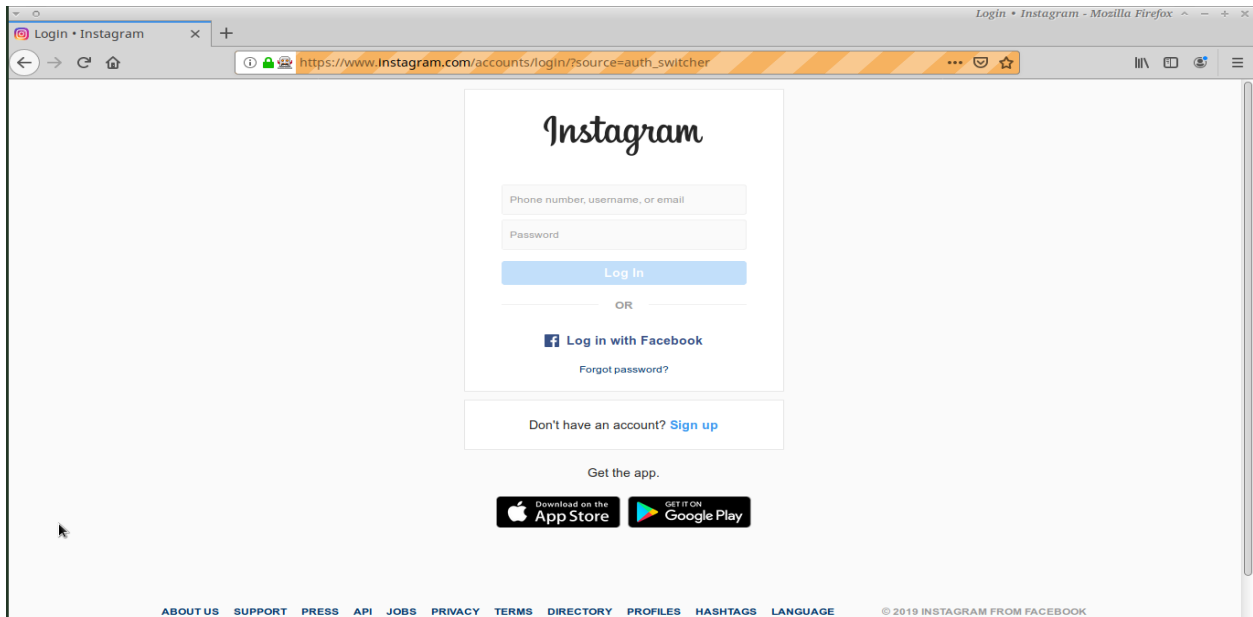 Login • Instagram - Mozilla Firefox
Login • Instagram
https://www.instagram.com/accounts/login/?source=auth_switcher
Instagram
Phone number, username, or email
Password
Log In
OR
Log in with Facebook
Forgot password?
Don't have an account? Sign up
Get the app.
Download on the
App Store
GET IT ON
Google Play
ABOUT US SUPPORT PRESS API JOBS PRIVACY TERMS DIRECTORY PROFILES HASHTAGS LANGUAGE © 2019 INSTAGRAM FROM FACEBOOK